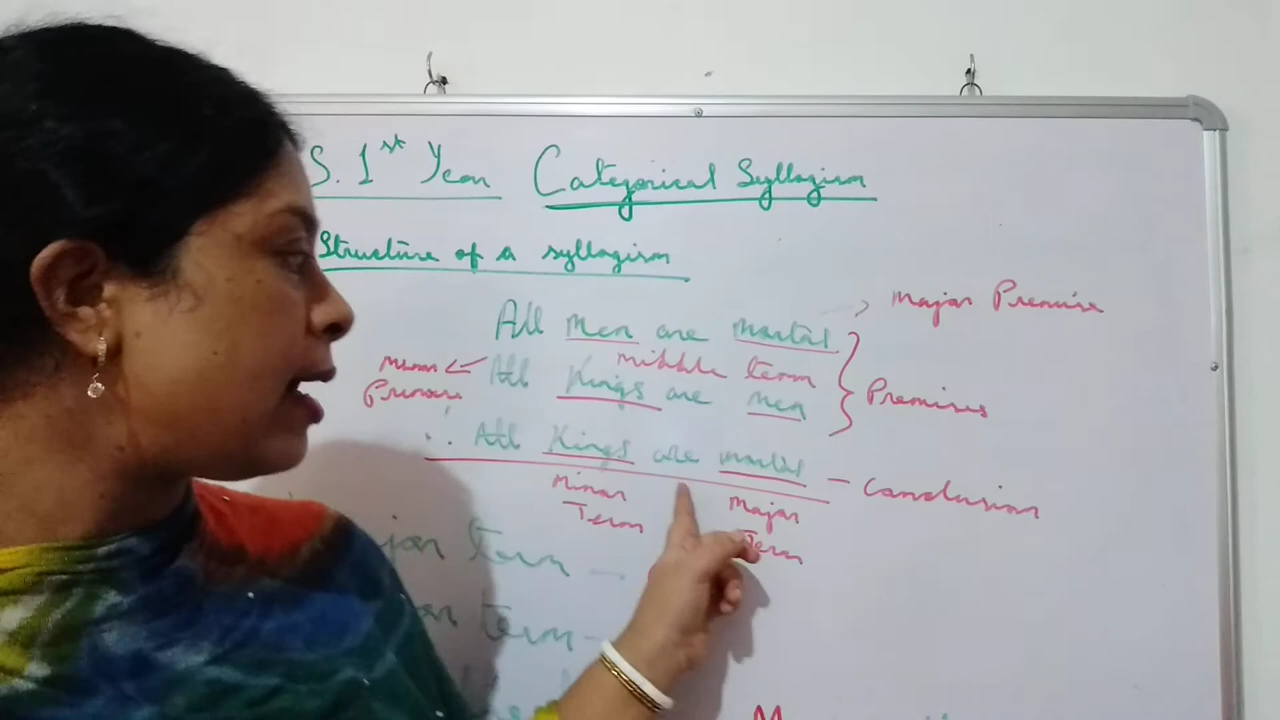 S. 1st Year Categorical Syllogism
Structure of a syllogism
Major Premise
All Men are mortal
middle term
Minor Premise
All Kings are men
Premises
∴ All Kings are mortal – Conclusion
Minor Term
Major Term
jor term –
term –